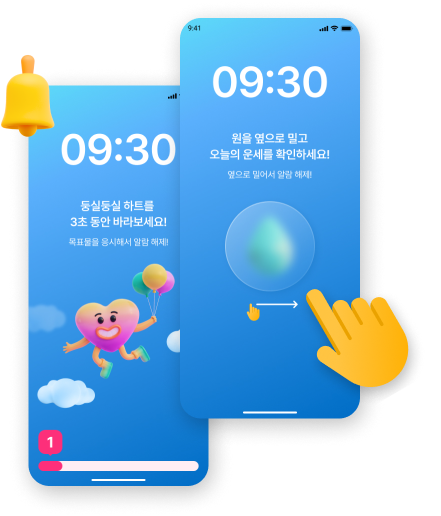 09:30
둥실둥실 하트를
3초 동안 바라보세요!
목표물을 응시해서 알람 해제!
1
9:41
09:30
원을 옆으로 밀고
오늘의 운세를 확인하세요!
옆으로 밀어서 알람 해제!